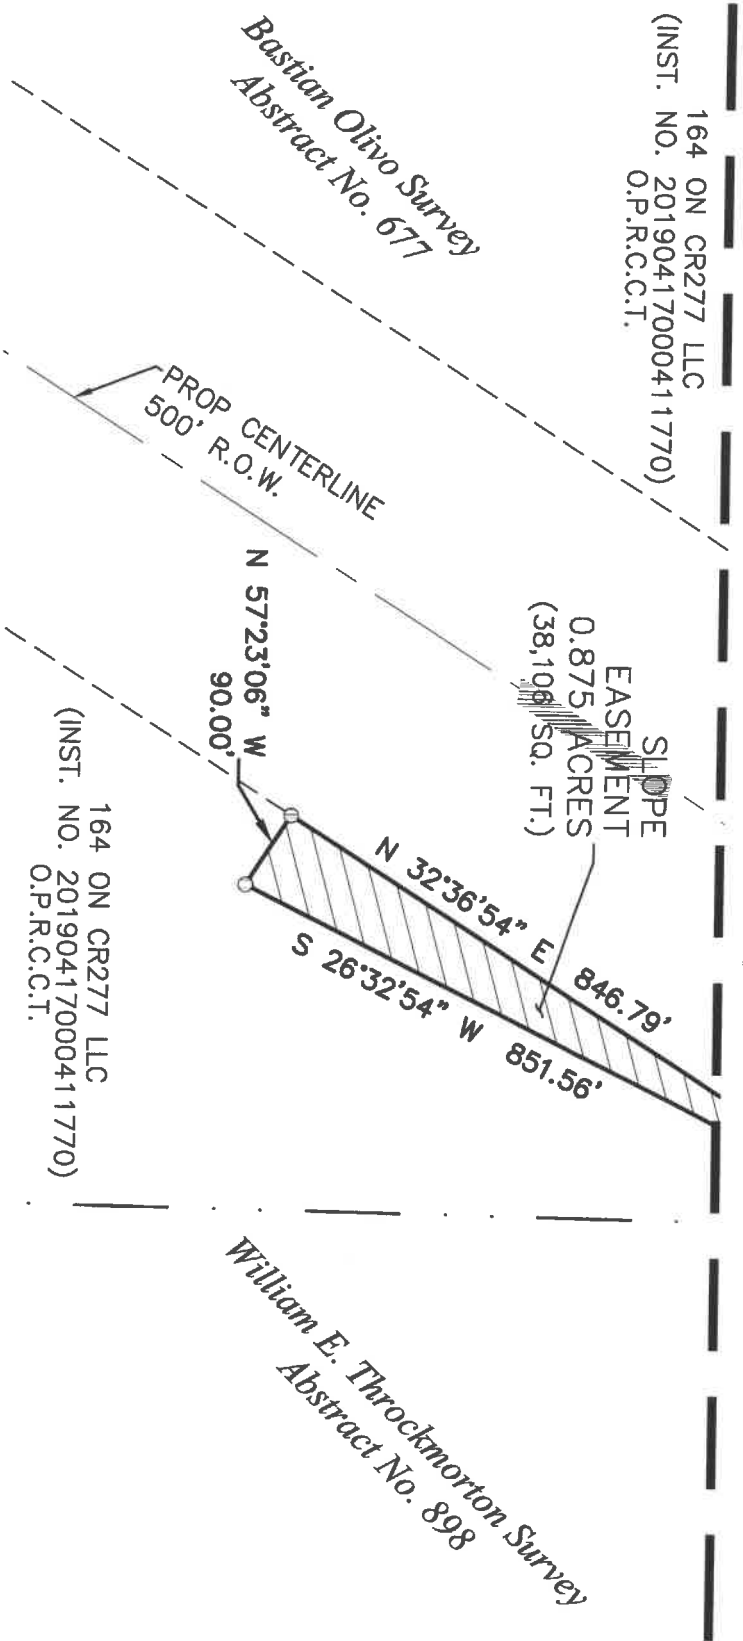 164 ON CR277 LLC
(INST. NO. 20190417000411770)
O.P.R.C.C.T.
Bastian Olivo Survey
Abstract No. 677
PROP CENTERLINE
500' R.O.W.
SLOPE
EASEMENT
0.875 ACRES
(38,106 SQ. FT.)
N 57°23'06" W
90.00'
N 32°36'54" E 846.79'
S 26°32'54" W 851.56'
164 ON CR277 LLC
(INST. NO. 20190417000411770)
O.P.R.C.C.T.
William E. Throckmorton Survey
Abstract No. 898